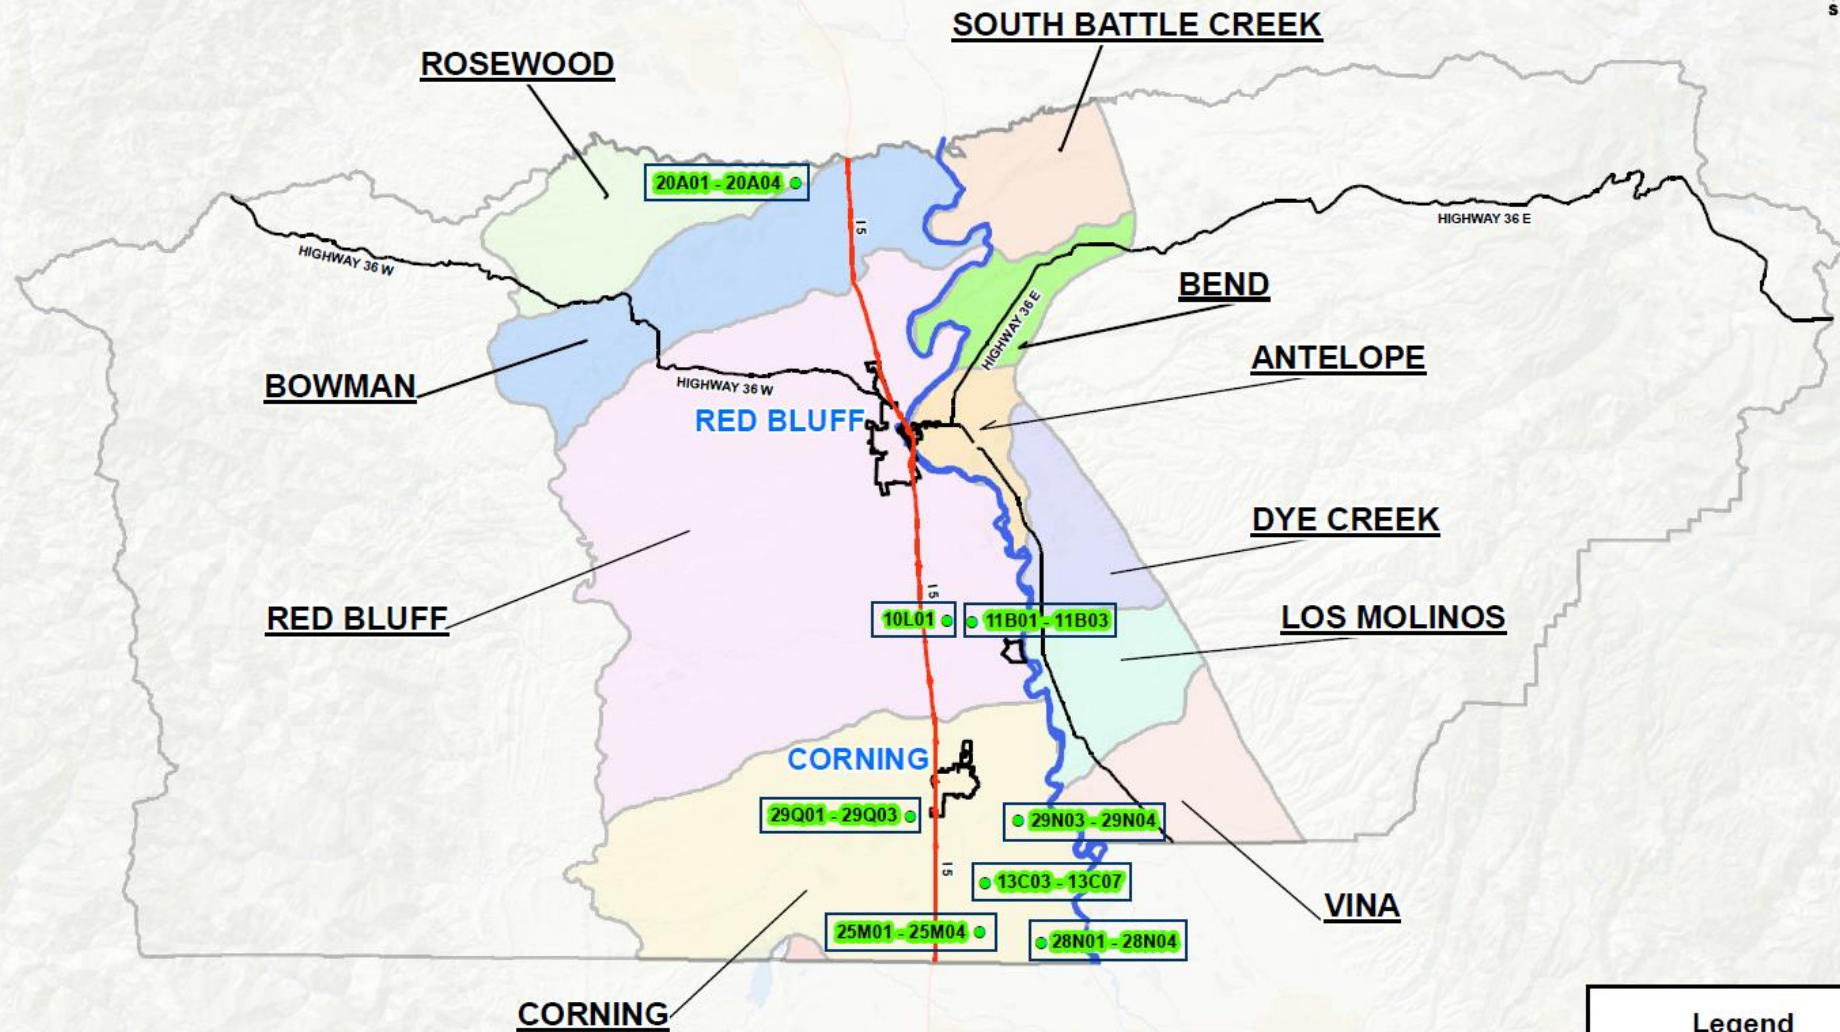 S
SOUTH BATTLE CREEK
ROSEWOOD
20A01 - 20A04
I 5
HIGHWAY 36 E
HIGHWAY 36 W
BEND
HIGHWAY 36 E
ANTELOPE
BOWMAN
HIGHWAY 36 W
RED BLUFF
DYE CREEK
I 5
RED BLUFF
10L01
11B01 - 11B03
LOS MOLINOS
CORNING
29Q01 - 29Q03
29N03 - 29N04
I 5
13C03 - 13C07
VINA
25M01 - 25M04
28N01 - 28N04
CORNING
Legend